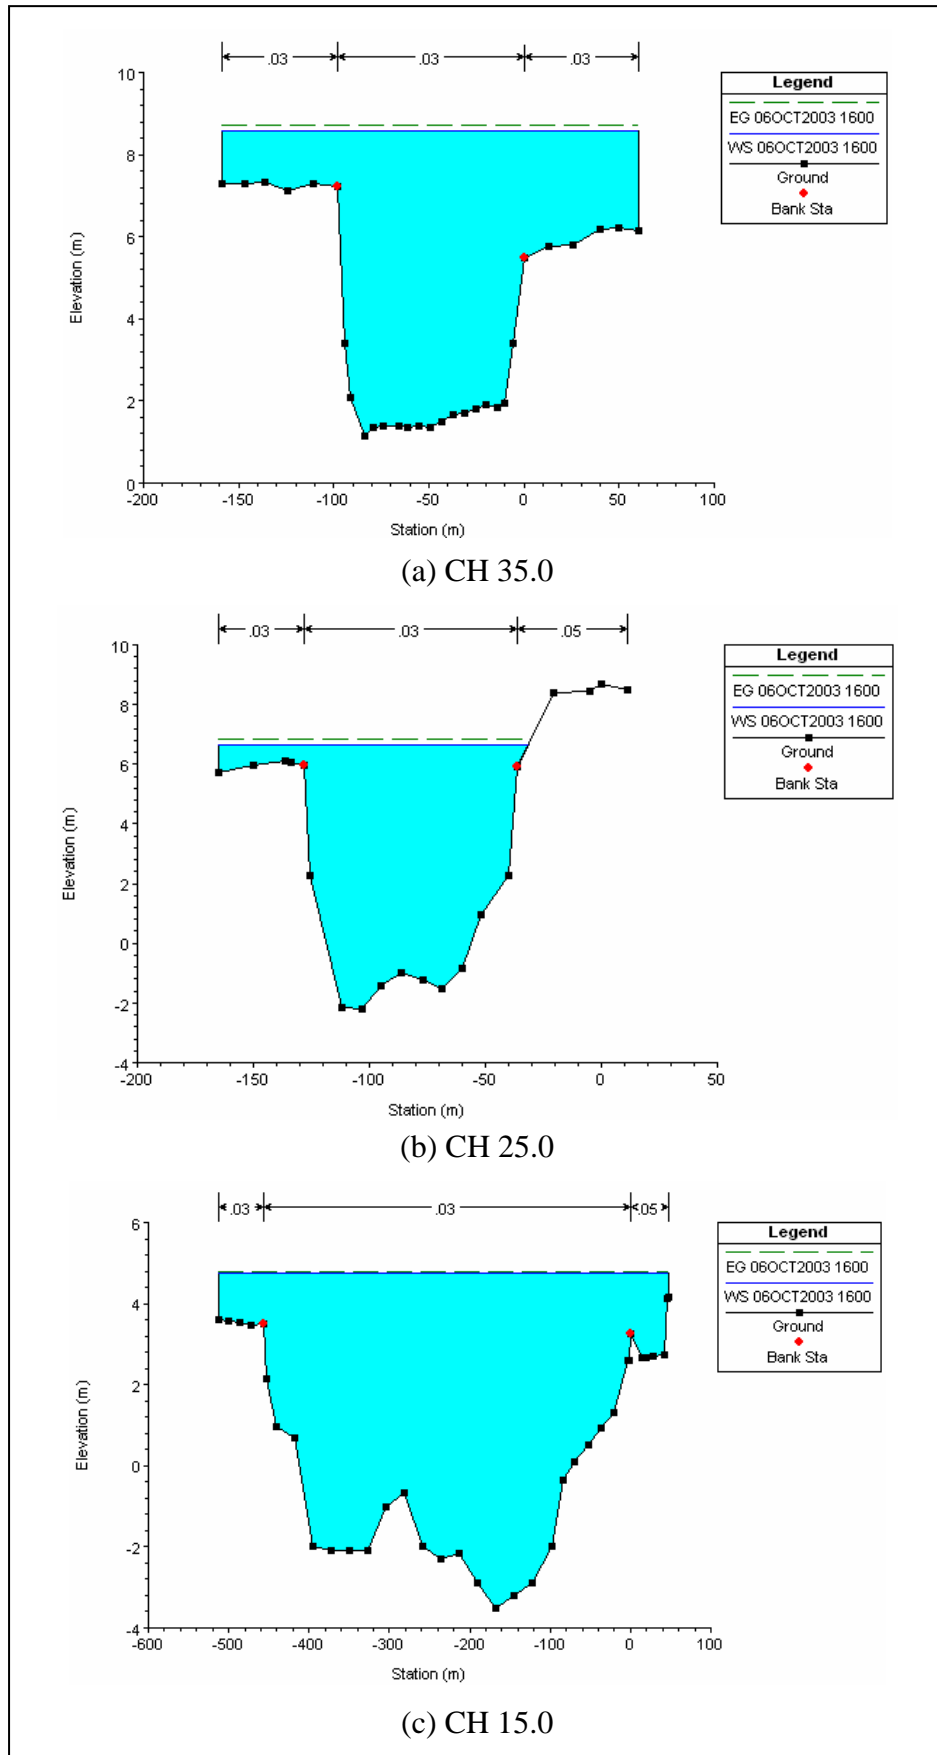 .03 .03 .03
10
8
6
4
2
0
Elevation (m)
-200 -150 -100 -50 0 50 100
Station (m)
Legend
EG 06OCT2003 1600
WS 06OCT2003 1600
Ground
Bank Sta
(a) CH 35.0
.03 .03 .05
10
8
6
4
2
0
-2
-4
Elevation (m)
-200 -150 -100 -50 0 50
Station (m)
Legend
EG 06OCT2003 1600
WS 06OCT2003 1600
Ground
Bank Sta
(b) CH 25.0
.03 .03 .05
6
4
2
0
-2
-4
Elevation (m)
-600 -500 -400 -300 -200 -100 0 100
Station (m)
Legend
EG 06OCT2003 1600
WS 06OCT2003 1600
Ground
Bank Sta
(c) CH 15.0